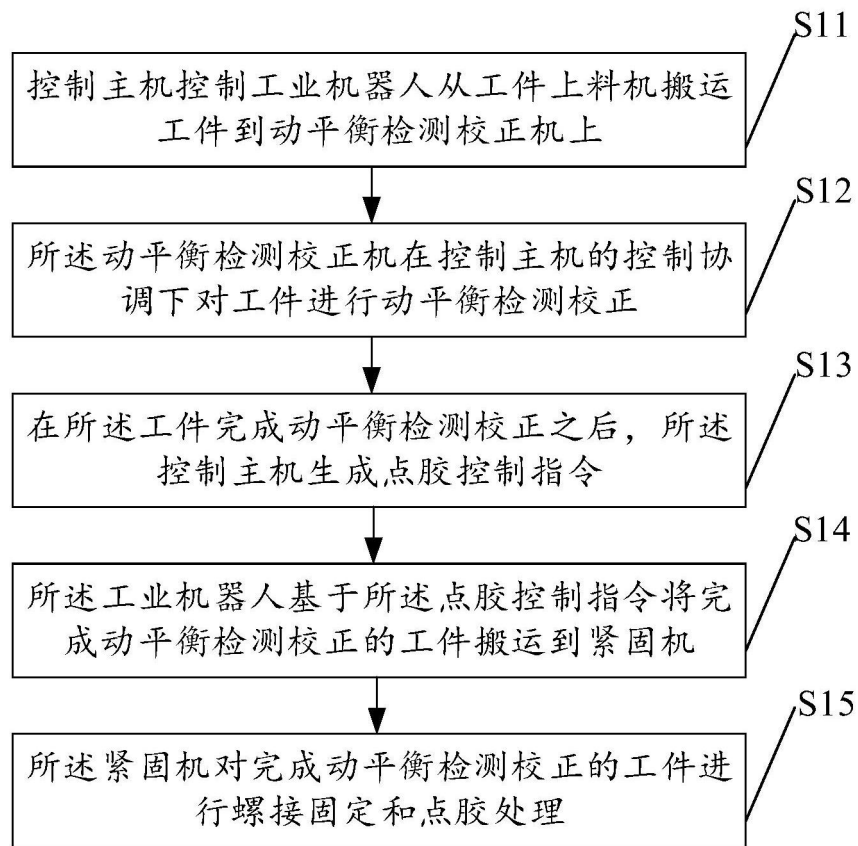 S11
控制主机控制工业机器人从工件上料机搬运
工件到动平衡检测校正机上
S12
所述动平衡检测校正机在控制主机的控制协
调下对工件进行动平衡检测校正
S13
在所述工件完成动平衡检测校正之后，所述
控制主机生成点胶控制指令
S14
所述工业机器人基于所述点胶控制指令将完
成动平衡检测校正的工件搬运到紧固机
S15
所述紧固机对完成动平衡检测校正的工件进
行螺接固定和点胶处理